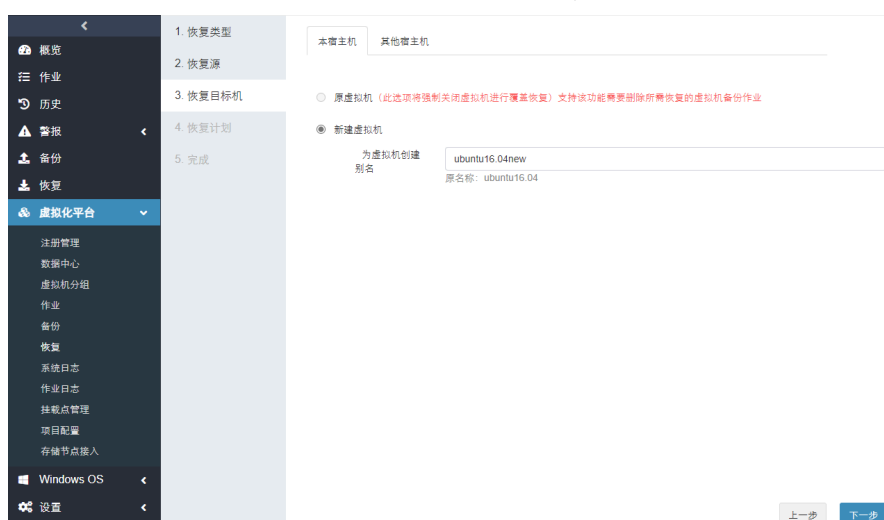 概览
作业
历史
警报
备份
恢复
虚拟化平台
注册管理
数据中心
虚拟机分组
作业
备份
恢复
系统日志
作业日志
挂载点管理
项目配置
存储节点接入
Windows OS
设置
1. 恢复类型
2. 恢复源
3. 恢复目标机
4. 恢复计划
5. 完成
本宿主机 其他宿主机
原虚拟机（此选项将强制关闭虚拟机进行覆盖恢复）支持该功能需要删除所需恢复的虚拟机备份作业
新建虚拟机
为虚拟机创建
别名
ubuntu16.04new
原名称：ubuntu16.04
上一步 下一步